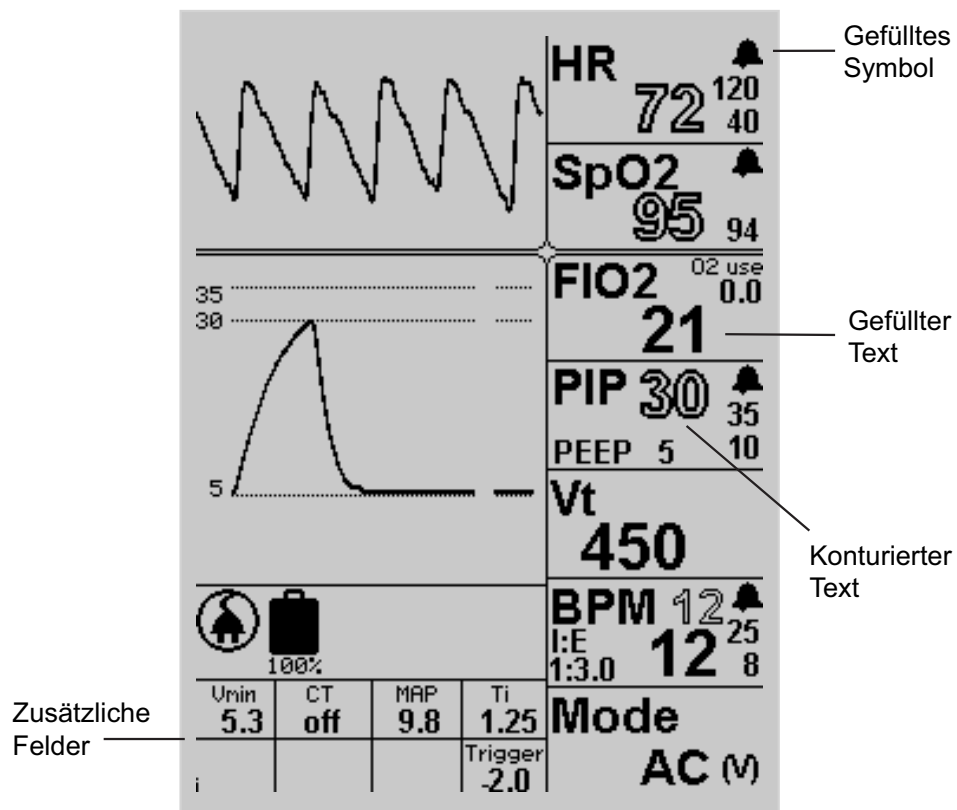 HR
72
120
40
Gefülltes
Symbol
SpO2
95
94
FIO2
O2 use
0.0
21
Gefüllter
Text
35
30
5
PIP 30
35
PEEP 5
10
Vt
450
Konturierter
Text
BPM 12
25
I:E
12
1:3.0
8
100%
Vmin
5.3
CT
off
MAP
9.8
Ti
1.25
Trigger
-2.0
i
Zusätzliche
Felder
Mode
AC (V)